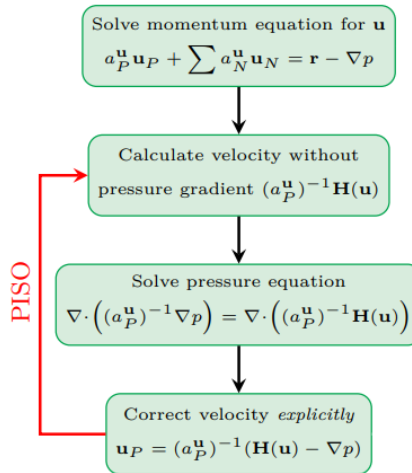 Solve momentum equation for u
a_P^u u_P + ∑ a_N^u u_N = r − ∇p
Calculate velocity without
pressure gradient (a_P^u)^{−1} H(u)
Solve pressure equation
∇·((a_P^u)^{−1} ∇p) = ∇·((a_P^u)^{−1} H(u))
Correct velocity explicitly
u_P = (a_P^u)^{−1} (H(u) − ∇p)
PISO